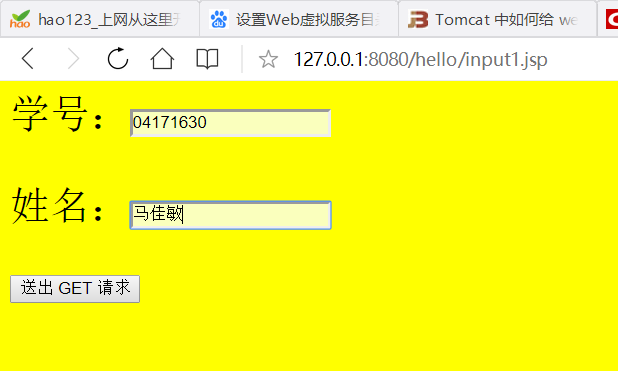 hao123_上网从这里
设置Web虚拟服务目
Tomcat 中如何给 we
127.0.0.1:8080/hello/input1.jsp
学号：04171630
姓名：马佳敏
送出 GET 请求